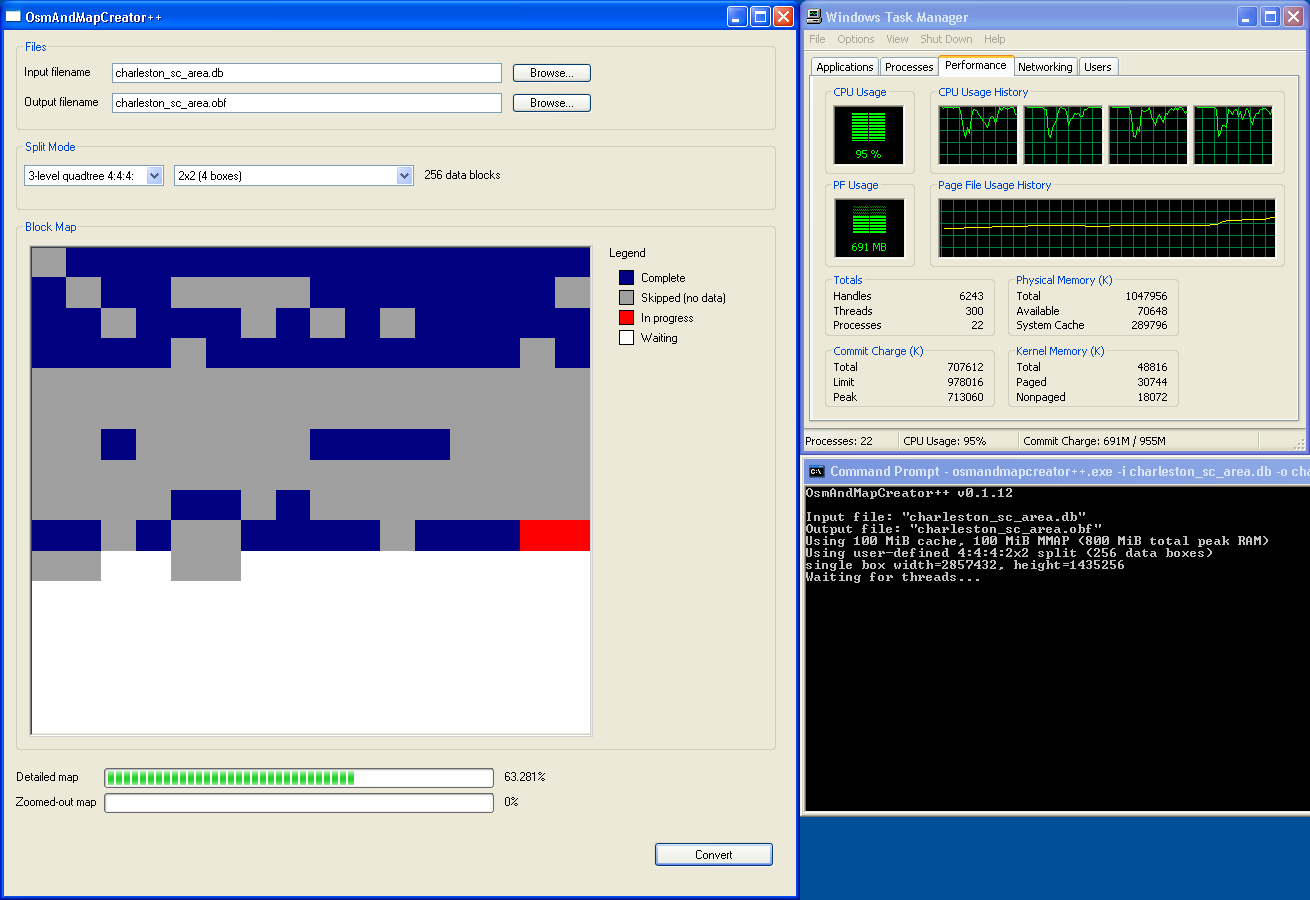 OsmAndMapCreator++
Files
Input filename charleston_sc_area.db Browse...
Output filename charleston_sc_area.obf Browse...
Split Mode
3-level quadtree 4:4:4: 2x2 (4 boxes) 256 data blocks
Block Map
Legend
Complete
Skipped (no data)
In progress
Waiting
Detailed map 63.281%
Zoomed-out map 0%
Convert
Windows Task Manager
File Options View Shut Down Help
Applications Processes Performance Networking Users
CPU Usage CPU Usage History
95 %
PF Usage Page File Usage History
691 MB
Totals
Handles 6243
Threads 300
Processes 22
Physical Memory (K)
Total 1047956
Available 70648
System Cache 289796
Commit Charge (K)
Total 707612
Limit 978016
Peak 713060
Kernel Memory (K)
Total 48816
Paged 30744
Nonpaged 18072
Processes: 22 CPU Usage: 95% Commit Charge: 691M / 955M
C:\ Command Prompt - osmandmapcreator++.exe -i charleston_sc_area.db -o cha
OsmAndMapCreator++ v0.1.12
Input file: "charleston_sc_area.db"
Output file: "charleston_sc_area.obf"
Using 100 MiB cache, 100 MiB MMAP (800 MiB total peak RAM)
Using user-defined 4:4:4:2x2 split (256 data boxes)
single box width=2857432, height=1435256
Waiting for threads...